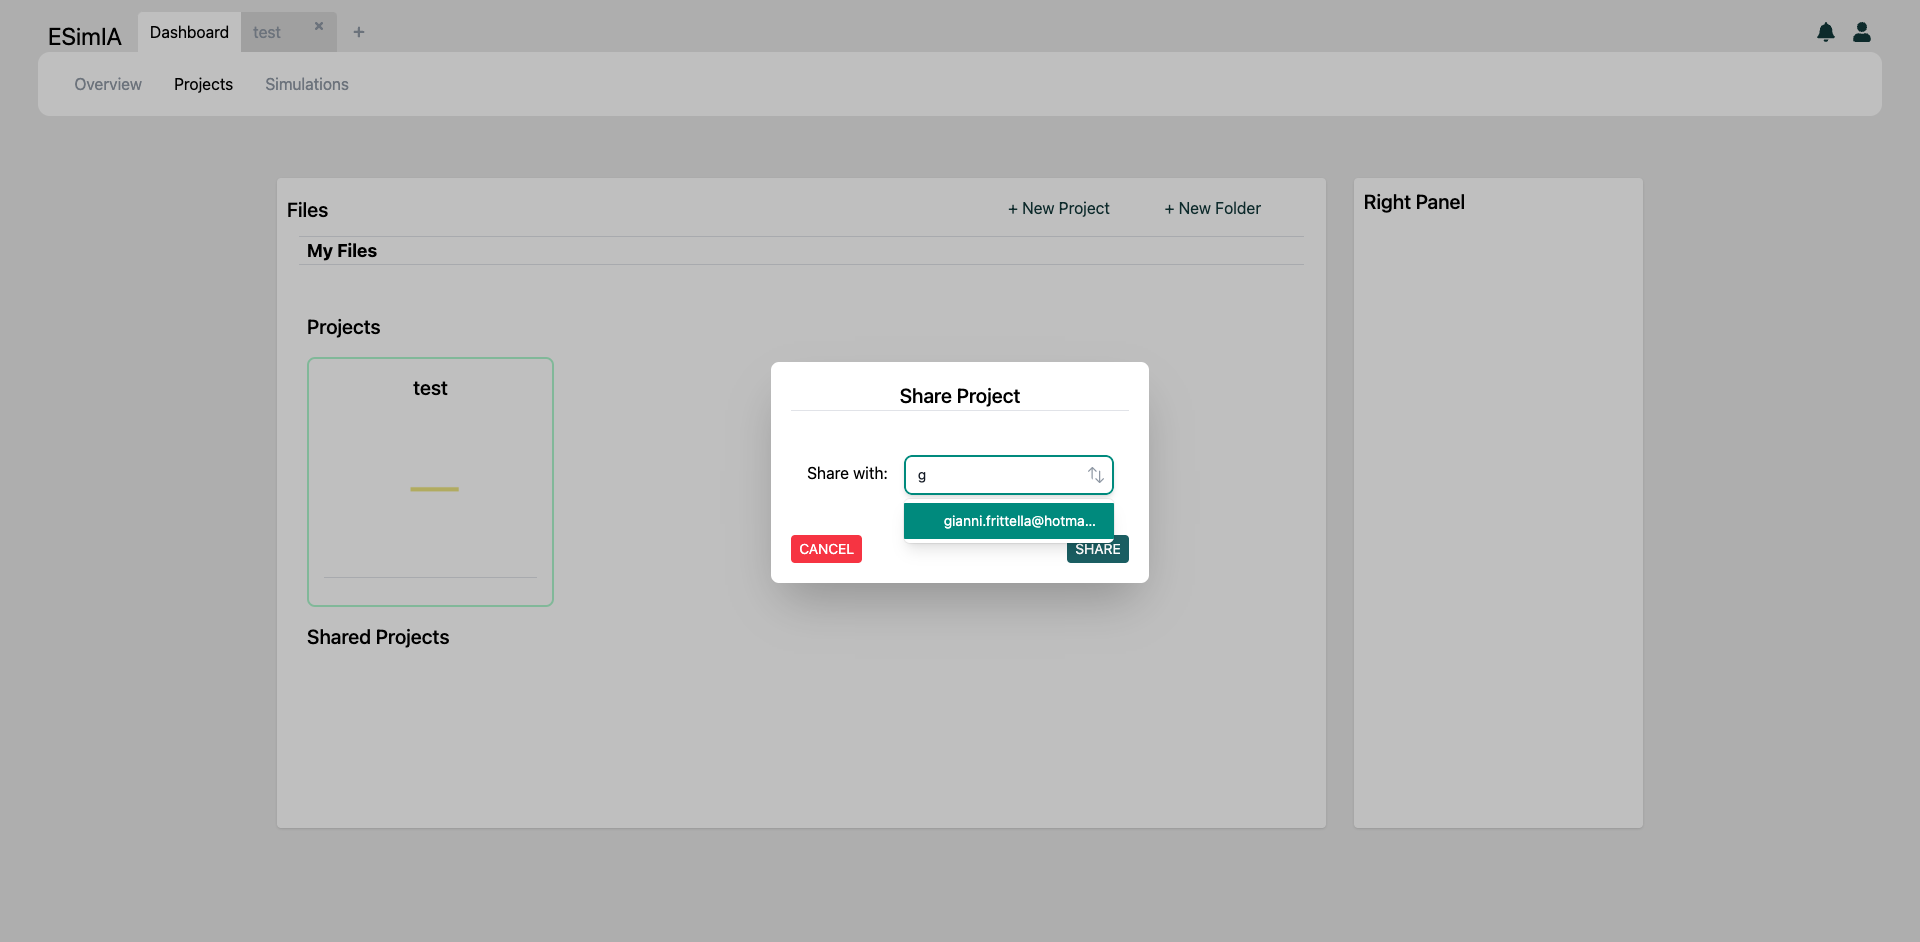 ESimIA
Dashboard
test
+
Overview
Projects
Simulations
Files
+ New Project
+ New Folder
Right Panel
My Files
Projects
test
Share Project
Share with:
g
gianni.frittella@hotma...
CANCEL
SHARE
Shared Projects